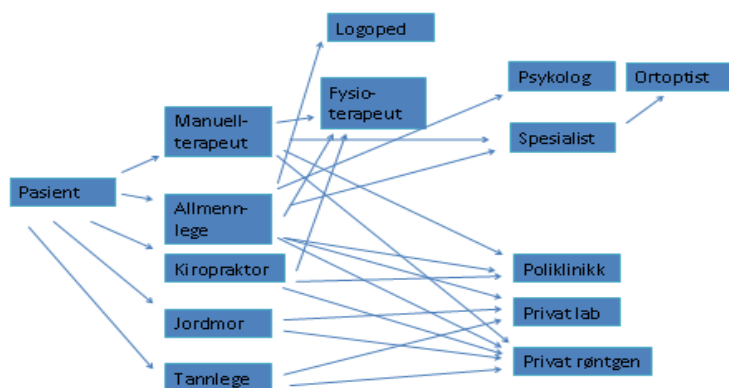 Logoped
Psykolog
Ortoptist
Fysio-
terapeut
Manuell-
terapeut
Spesialist
Pasient
Allmenn-
lege
Kiropraktor
Poliklinikk
Privat lab
Jordmor
Privat røntgen
Tannlege